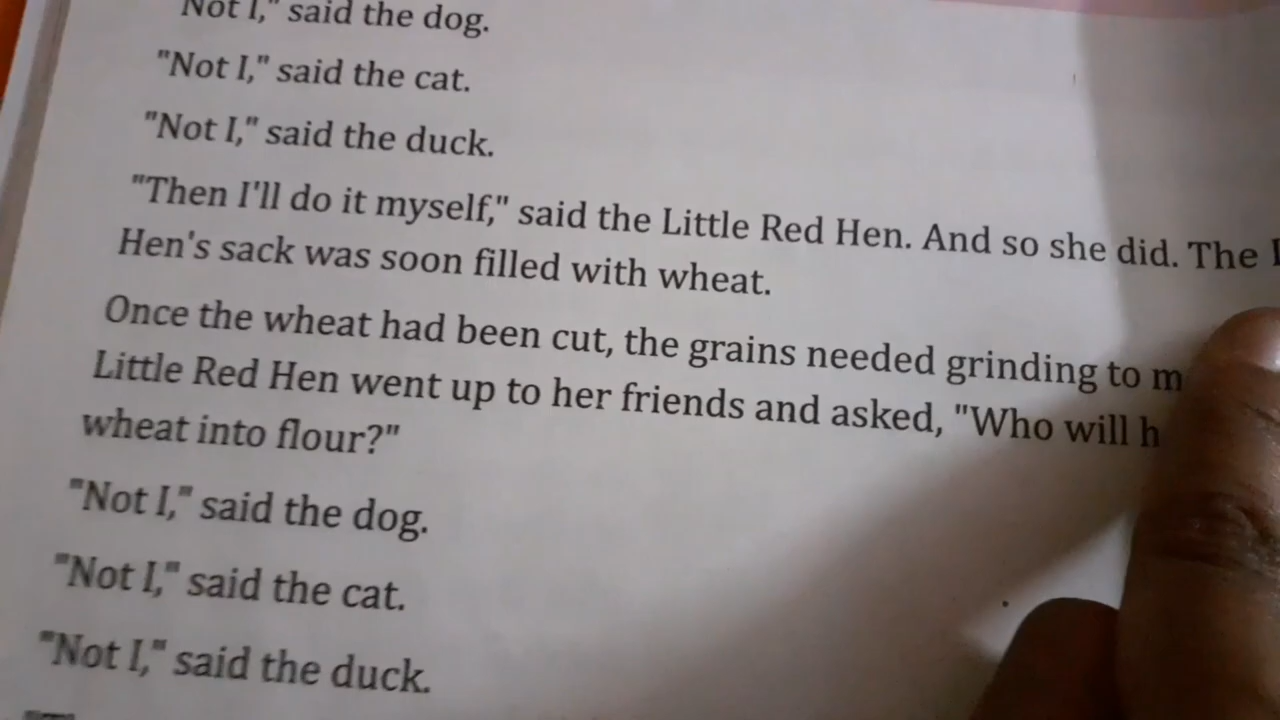 "Not I," said the dog.
"Not I," said the cat.
"Not I," said the duck.
"Then I'll do it myself," said the Little Red Hen. And so she did. The
Hen's sack was soon filled with wheat.
Once the wheat had been cut, the grains needed grinding to
Little Red Hen went up to her friends and asked, "Who will
wheat into flour?"
"Not I," said the dog.
"Not I," said the cat.
"Not I," said the duck.